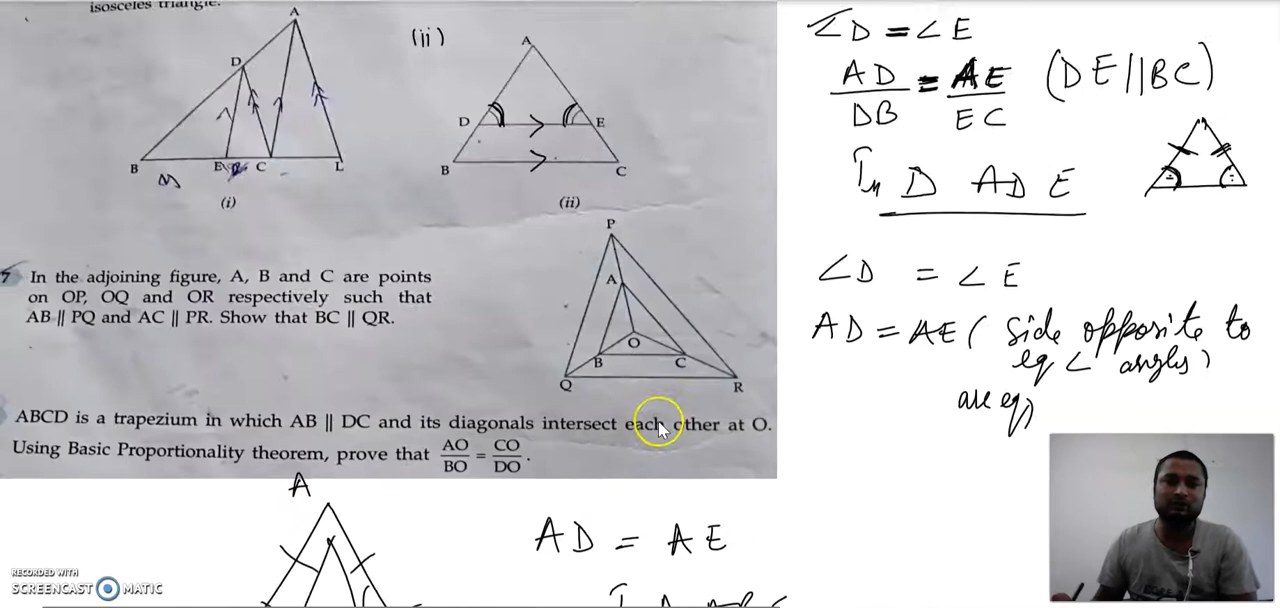 isosceles triangle.
A
D
B
E
C
L
(i)
(ii)
A
D
E
B
C
(ii)
7 In the adjoining figure, A, B and C are points
on OP, OQ and OR respectively such that
AB || PQ and AC || PR. Show that BC || QR.
P
A
O
B
C
Q
R
ABCD is a trapezium in which AB || DC and its diagonals intersect each other at O.
Using Basic Proportionality theorem, prove that AO/BO = CO/DO.
A
AD = AE
∠D = ∠E
AD/DB = AE/EC (DE||BC)
In D ADE
∠D = ∠E
AD = AE ( side opposite to
eq < angles)
are eq)
RECORDED WITH
SCREENCAST MATIC